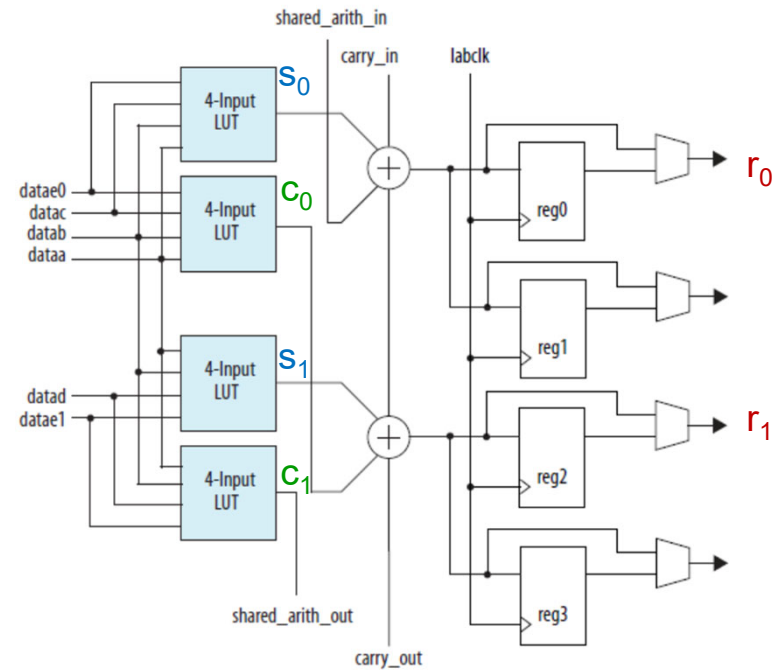 shared_arith_in
carry_in
labclk
s0
4-Input
LUT
c0
4-Input
LUT
datae0
datac
datab
dataa
reg0
r0
reg1
s1
4-Input
LUT
datad
datae1
c1
4-Input
LUT
reg2
r1
reg3
shared_arith_out
carry_out